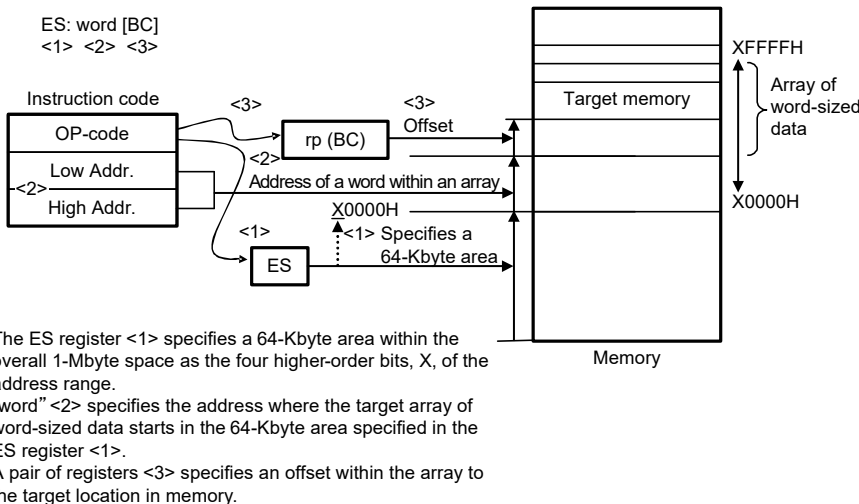 ES: word [BC]
<1> <2> <3>
XFFFFH
Array of
word-sized
data
Instruction code
<3>
<3>
Target memory
OP-code
rp (BC)
Offset
<2>
Low Addr.
<2>
Address of a word within an array
High Addr.
X0000H
X0000H
<1>
<1> Specifies a
64-Kbyte area
ES
Memory
The ES register <1> specifies a 64-Kbyte area within the
overall 1-Mbyte space as the four higher-order bits, X, of the
address range.
word” <2> specifies the address where the target array of
word-sized data starts in the 64-Kbyte area specified in the
ES register <1>.
A pair of registers <3> specifies an offset within the array to
the target location in memory.